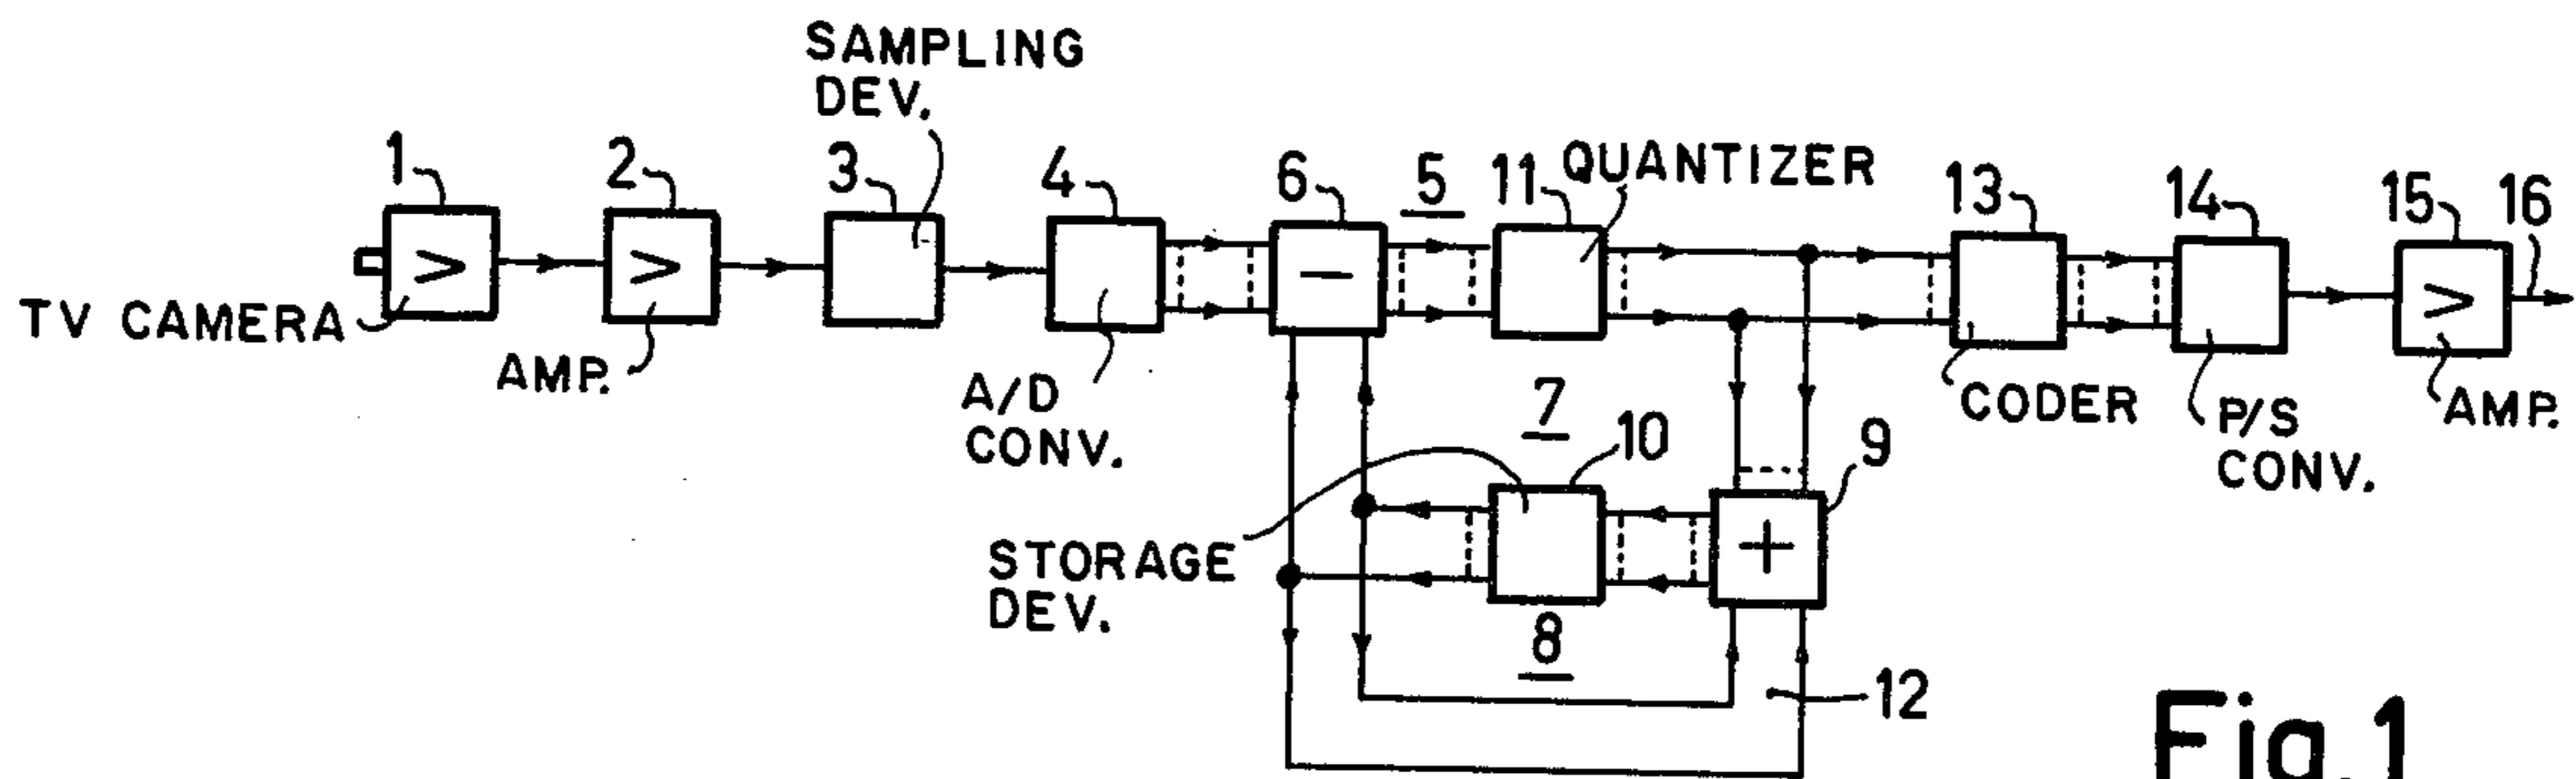 SAMPLING
DEV.
1
2
3
4
6
5
11
QUANTIZER
13
14
15
16
>
>
−
>
TV CAMERA
AMP.
A/D
CONV.
7
10
9
CODER
P/S
CONV.
AMP.
STORAGE
DEV.
+
8
12
Fig.1